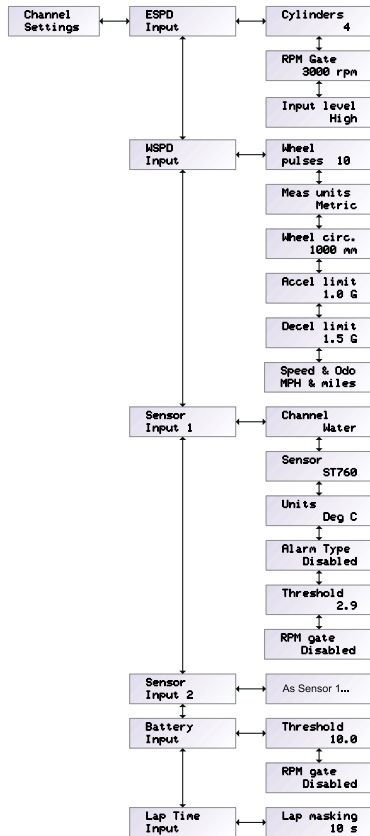 Channel
Settings
ESPD
Input
Cylinders
4
RPM Gate
3000 rpm
Input level
High
WSPD
Input
Wheel
pulses 10
Meas units
Metric
Wheel circ.
1000 mm
Accel limit
1.0 G
Decel limit
1.5 G
Speed & Odo
MPH & miles
Sensor
Input 1
Channel
Water
Sensor
ST760
Units
Deg C
Alarm Type
Disabled
Threshold
2.9
RPM gate
Disabled
Sensor
Input 2
As Sensor 1...
Battery
Input
Threshold
10.0
RPM gate
Disabled
Lap Time
Input
Lap masking
10 s